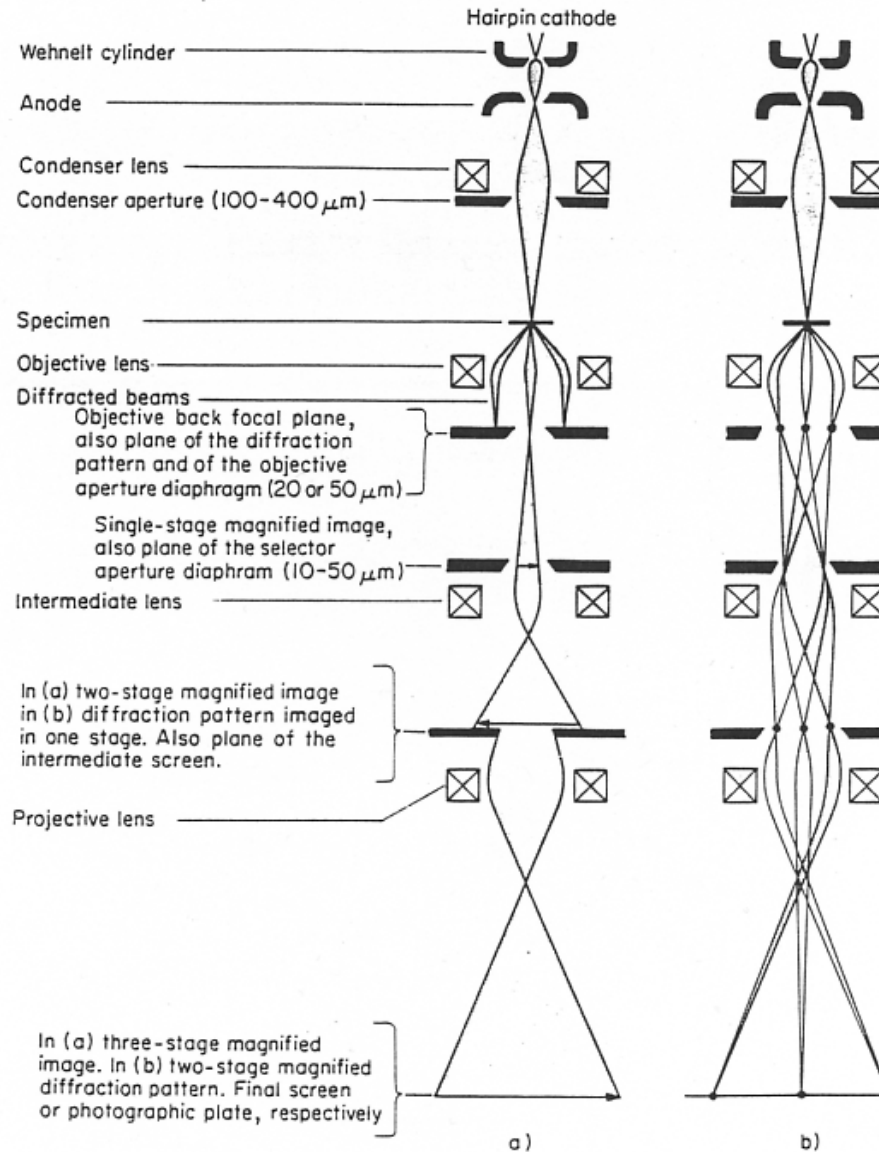 Hairpin cathode
Wehnelt cylinder
Anode
Condenser lens
Condenser aperture (100-400 μm)
Specimen
Objective lens
Diffracted beams
Objective back focal plane,
also plane of the diffraction
pattern and of the objective
aperture diaphragm (20 or 50 μm)
Single-stage magnified image,
also plane of the selector
aperture diaphram (10-50 μm)
Intermediate lens
In (a) two-stage magnified image
in (b) diffraction pattern imaged
in one stage. Also plane of the
intermediate screen.
Projective lens
In (a) three-stage magnified
image. In (b) two-stage magnified
diffraction pattern. Final screen
or photographic plate, respectively
a)
b)